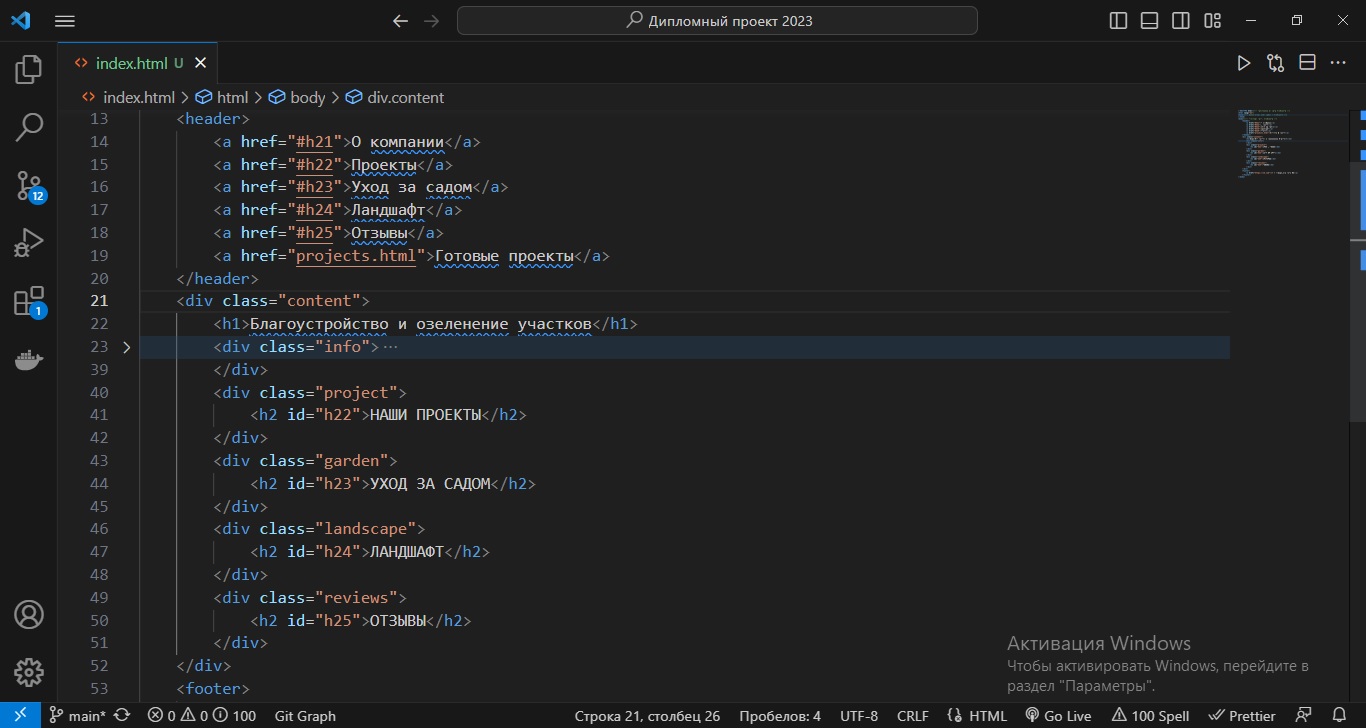 Дипломный проект 2023
index.html U
index.html > html > body > div.content
13 <header>
14 <a href="#h21">О компании</a>
15 <a href="#h22">Проекты</a>
16 <a href="#h23">Уход за садом</a>
17 <a href="#h24">Ландшафт</a>
18 <a href="#h25">Отзывы</a>
19 <a href="projects.html">Готовые проекты</a>
20 </header>
21 <div class="content">
22 <h1>Благоустройство и озеленение участков</h1>
23 <div class="info">…
39 </div>
40 <div class="project">
41 <h2 id="h22">НАШИ ПРОЕКТЫ</h2>
42 </div>
43 <div class="garden">
44 <h2 id="h23">УХОД ЗА САДОМ</h2>
45 </div>
46 <div class="landscape">
47 <h2 id="h24">ЛАНДШАФТ</h2>
48 </div>
49 <div class="reviews">
50 <h2 id="h25">ОТЗЫВЫ</h2>
51 </div>
52 </div>
53 <footer>
12
1
Активация Windows
Чтобы активировать Windows, перейдите в
раздел "Параметры".
main* 0 0 100 Git Graph Строка 21, столбец 26 Пробелов: 4 UTF-8 CRLF HTML Go Live 100 Spell Prettier